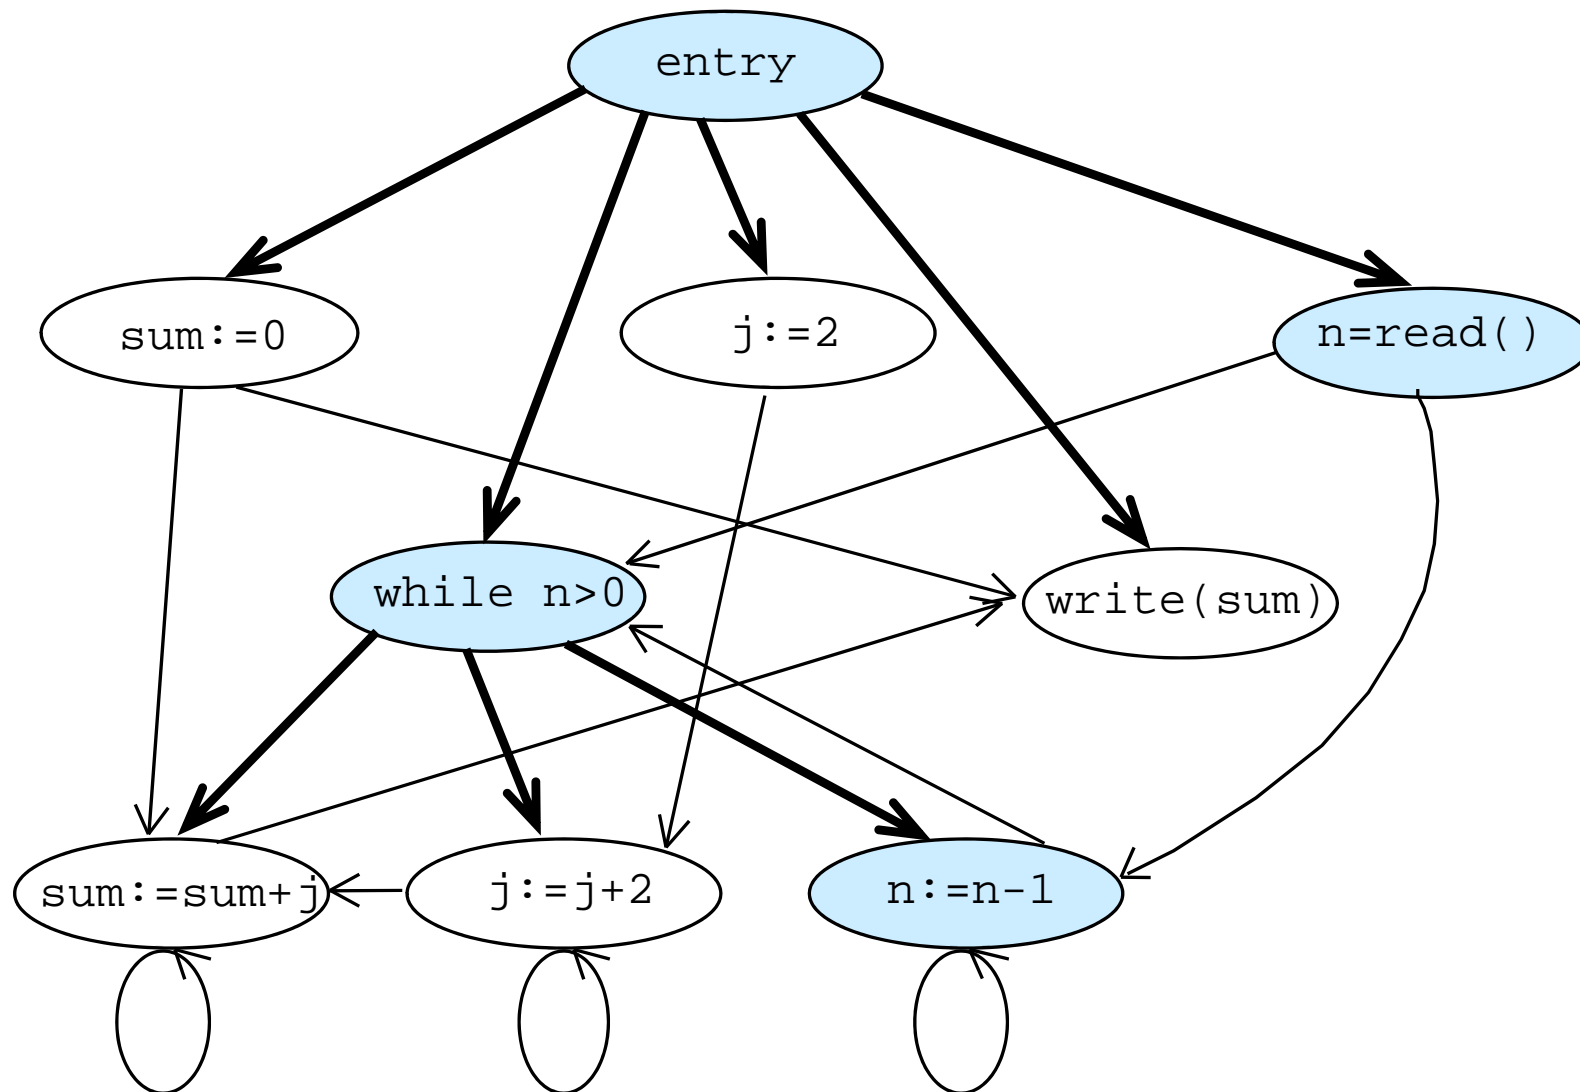 entry
sum:=0
j:=2
n=read()
while n>0
write(sum)
sum:=sum+j
j:=j+2
n:=n-1